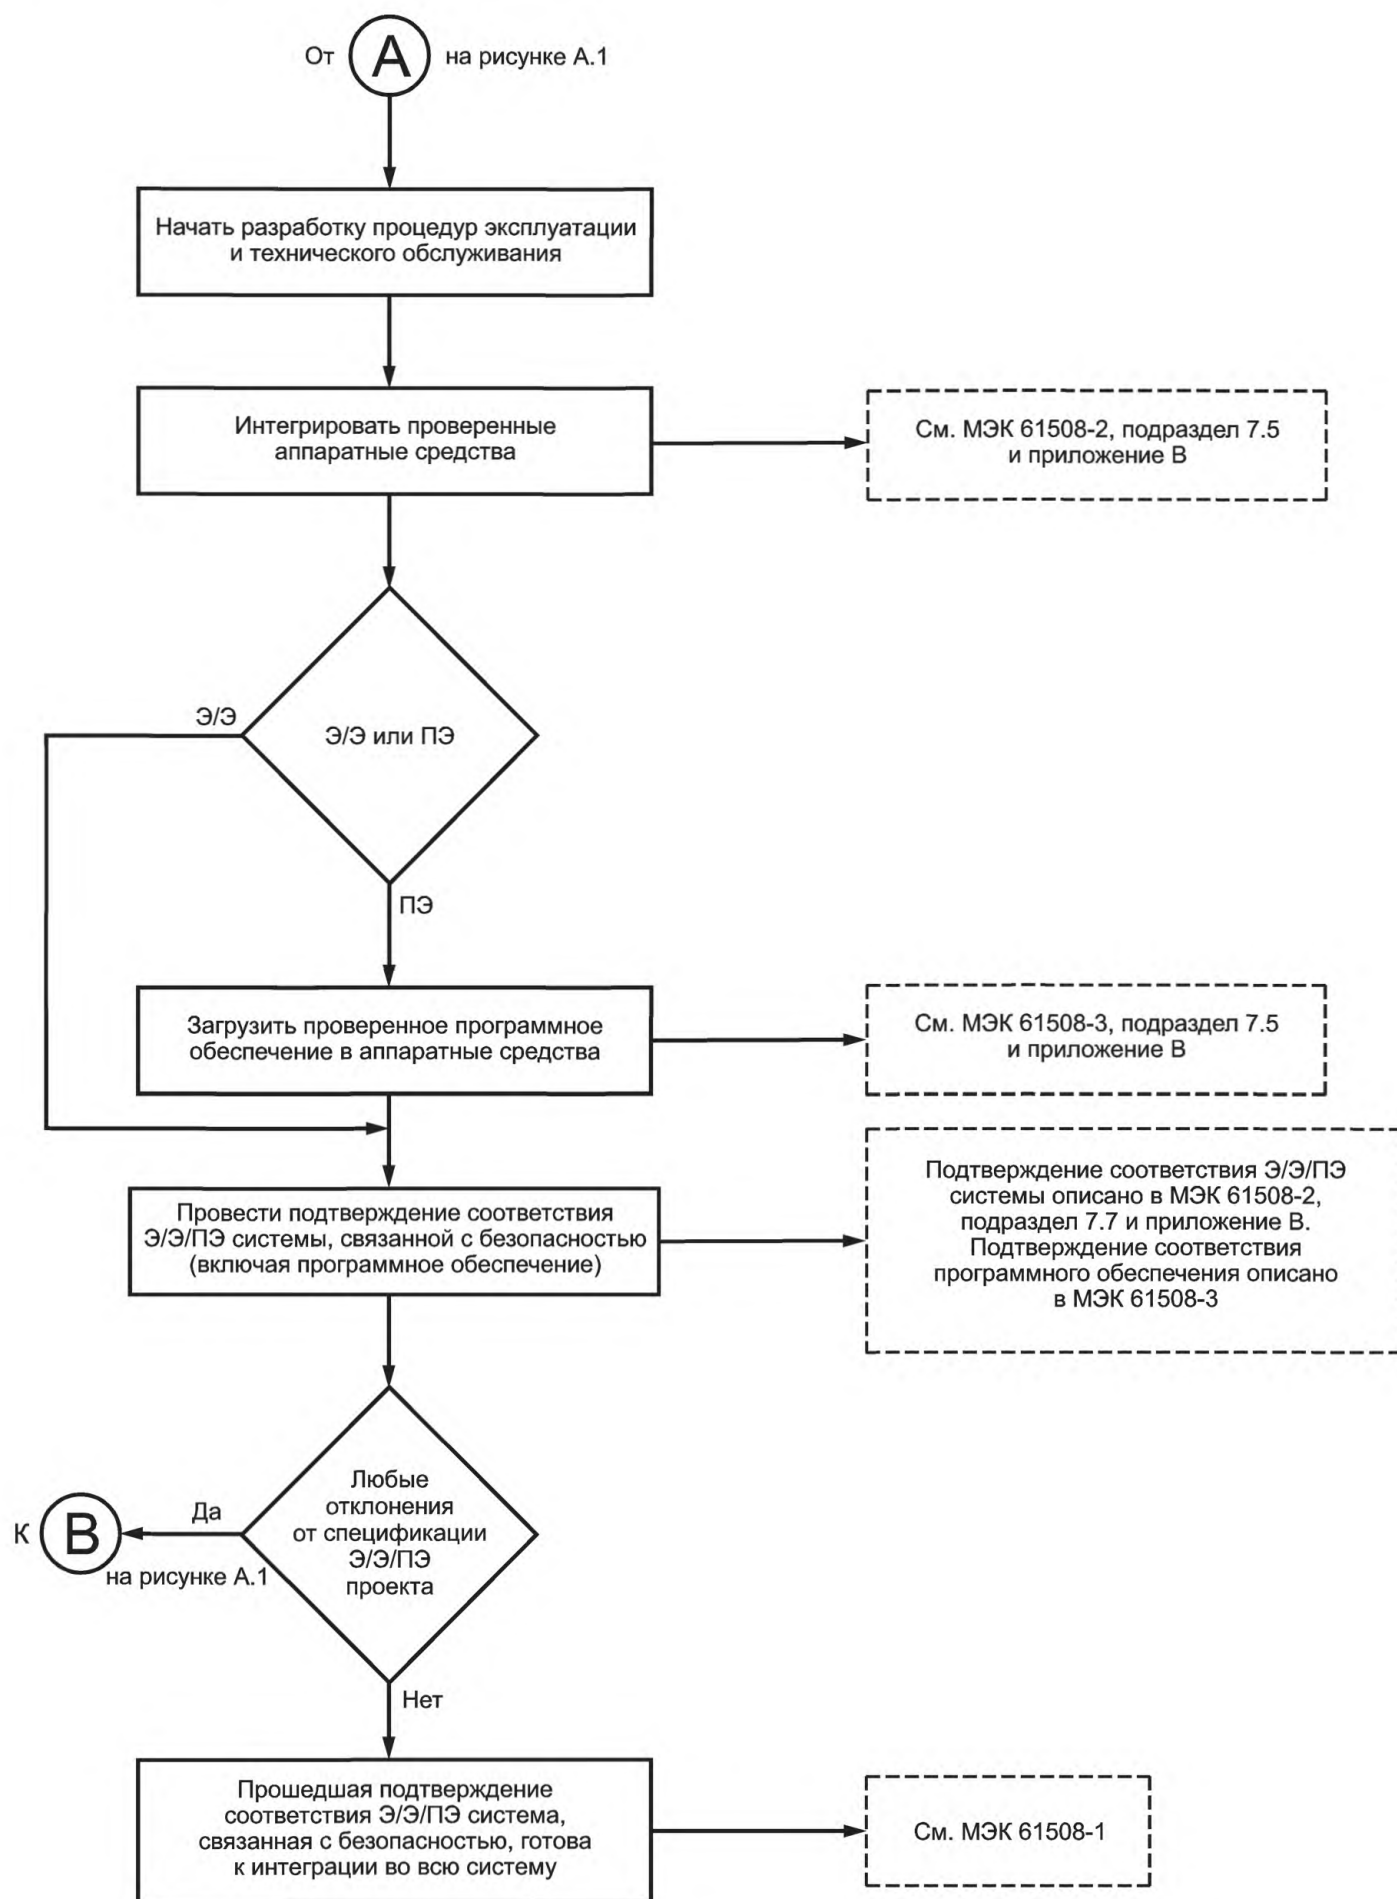 От А на рисунке А.1
Начать разработку процедур эксплуатации
и технического обслуживания
Интегрировать проверенные
аппаратные средства
См. МЭК 61508-2, подраздел 7.5
и приложение В
Э/Э
Э/Э или ПЭ
ПЭ
Загрузить проверенное программное
обеспечение в аппаратные средства
См. МЭК 61508-3, подраздел 7.5
и приложение В
Провести подтверждение соответствия
Э/Э/ПЭ системы, связанной с безопасностью
(включая программное обеспечение)
Подтверждение соответствия Э/Э/ПЭ
системы описано в МЭК 61508-2,
подраздел 7.7 и приложение В.
Подтверждение соответствия
программного обеспечения описано
в МЭК 61508-3
Любые
отклонения
от спецификации
Э/Э/ПЭ
проекта
Да
К В
на рисунке А.1
Нет
Прошедшая подтверждение
соответствия Э/Э/ПЭ система,
связанная с безопасностью, готова
к интеграции во всю систему
См. МЭК 61508-1